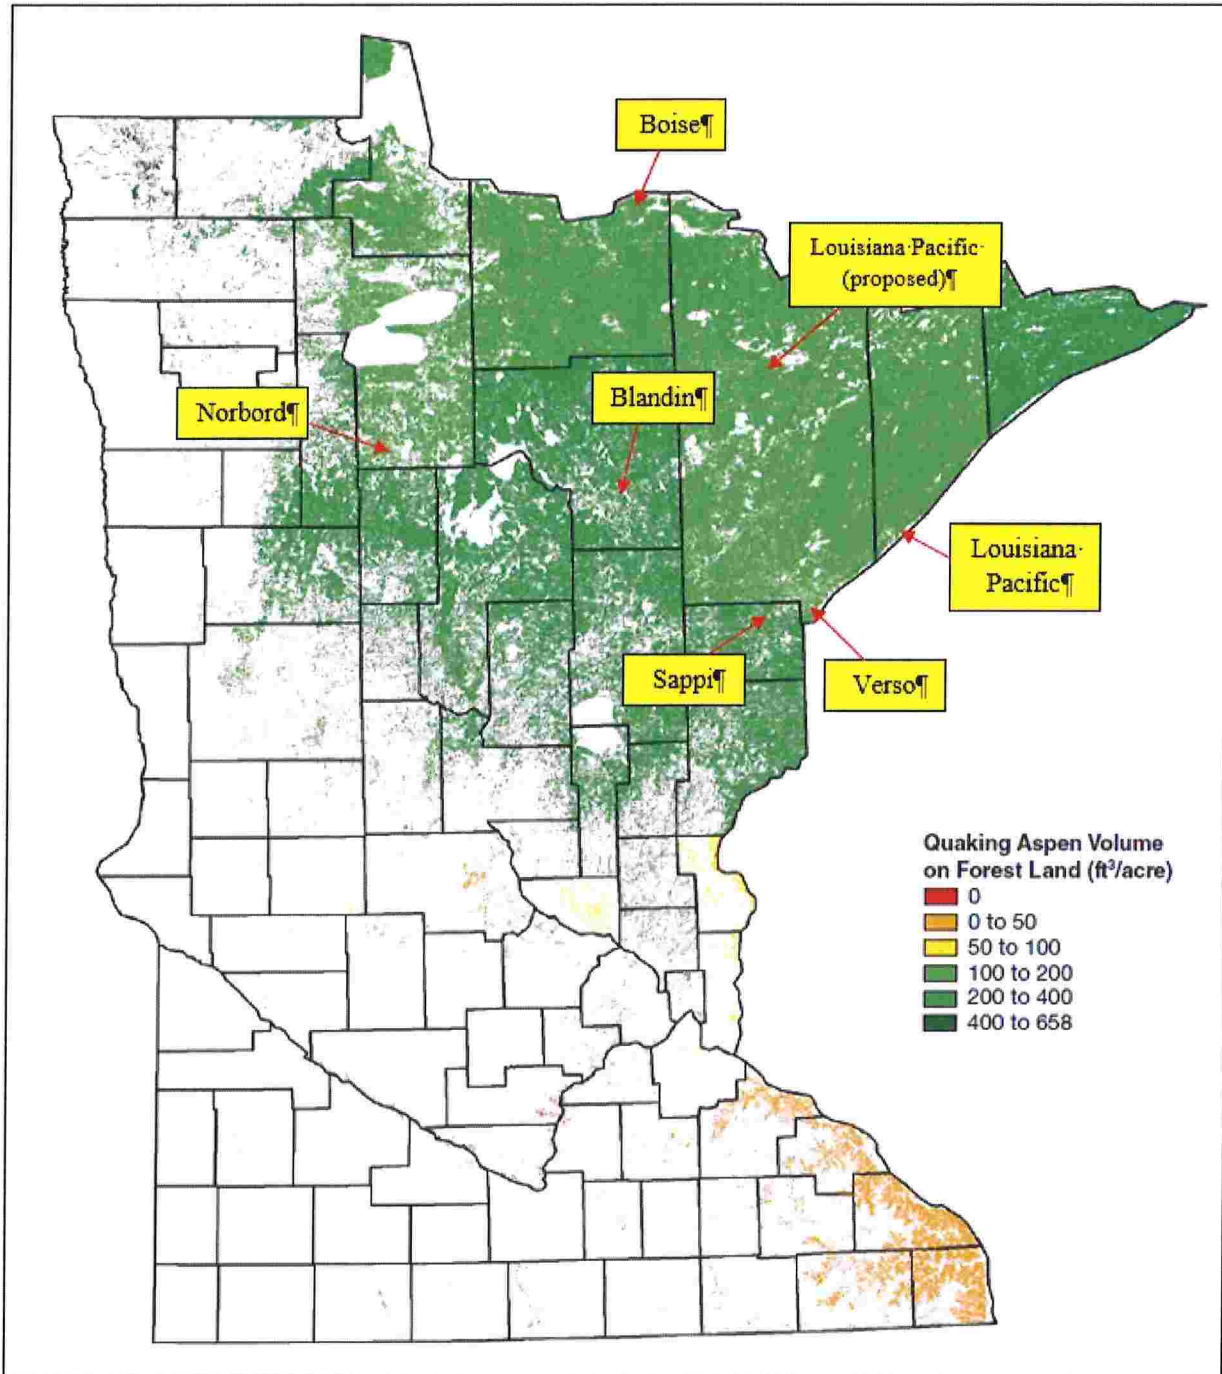 Boise¶
Louisiana·Pacific·
(proposed)¶
Norbord¶
Blandin¶
Louisiana·
Pacific¶
Sappi¶
Verso¶
Quaking Aspen Volume
on Forest Land (ft³/acre)
0
0 to 50
50 to 100
100 to 200
200 to 400
400 to 658